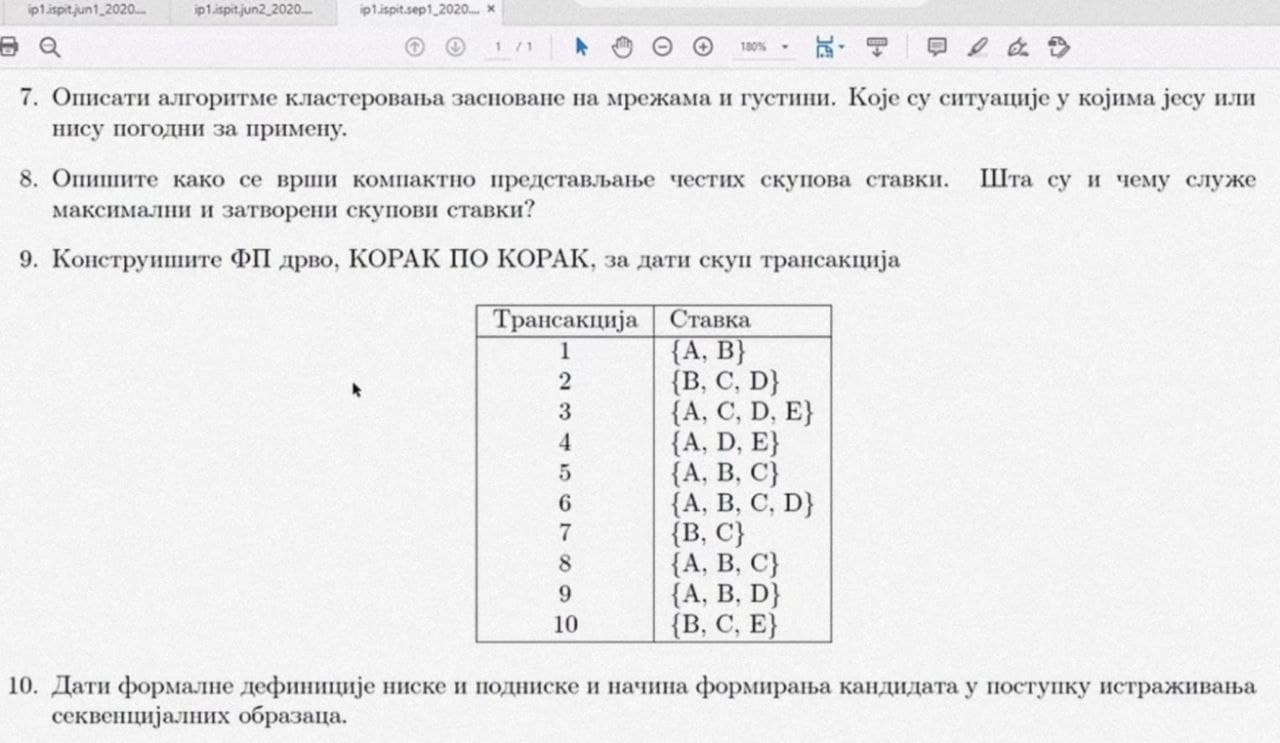 ip1.ispit.jun1_2020....
ip1.ispit.jun2_2020....
ip1.ispit.sep1_2020.... ×
1 / 1
180%
7. Описати алгоритме кластеровања засноване на мрежама и густини. Које су ситуације у којима јесу или
нису погодни за примену.
8. Опишите како се врши компактно представљање честих скупова ставки. Шта су и чему служе
максимални и затворени скупови ставки?
9. Конструишите ФП дрво, КОРАК ПО КОРАК, за дати скуп трансакција
Трансакција Ставка
1 {A, B}
2 {B, C, D}
3 {A, C, D, E}
4 {A, D, E}
5 {A, B, C}
6 {A, B, C, D}
7 {B, C}
8 {A, B, C}
9 {A, B, D}
10 {B, C, E}
10. Дати формалне дефиниције ниске и подниске и начина формирања кандидата у поступку истраживања
секвенцијалних образаца.